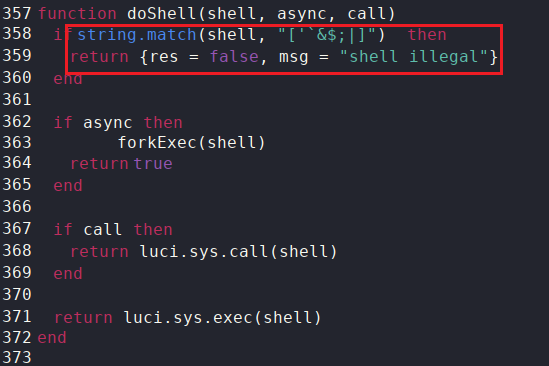 357 function doShell(shell, async, call)
358 if string.match(shell, "['`&$;|]") then
359 return {res = false, msg = "shell illegal"}
360 end
361
362 if async then
363 forkExec(shell)
364 return true
365 end
366
367 if call then
368 return luci.sys.call(shell)
369 end
370
371 return luci.sys.exec(shell)
372 end
373